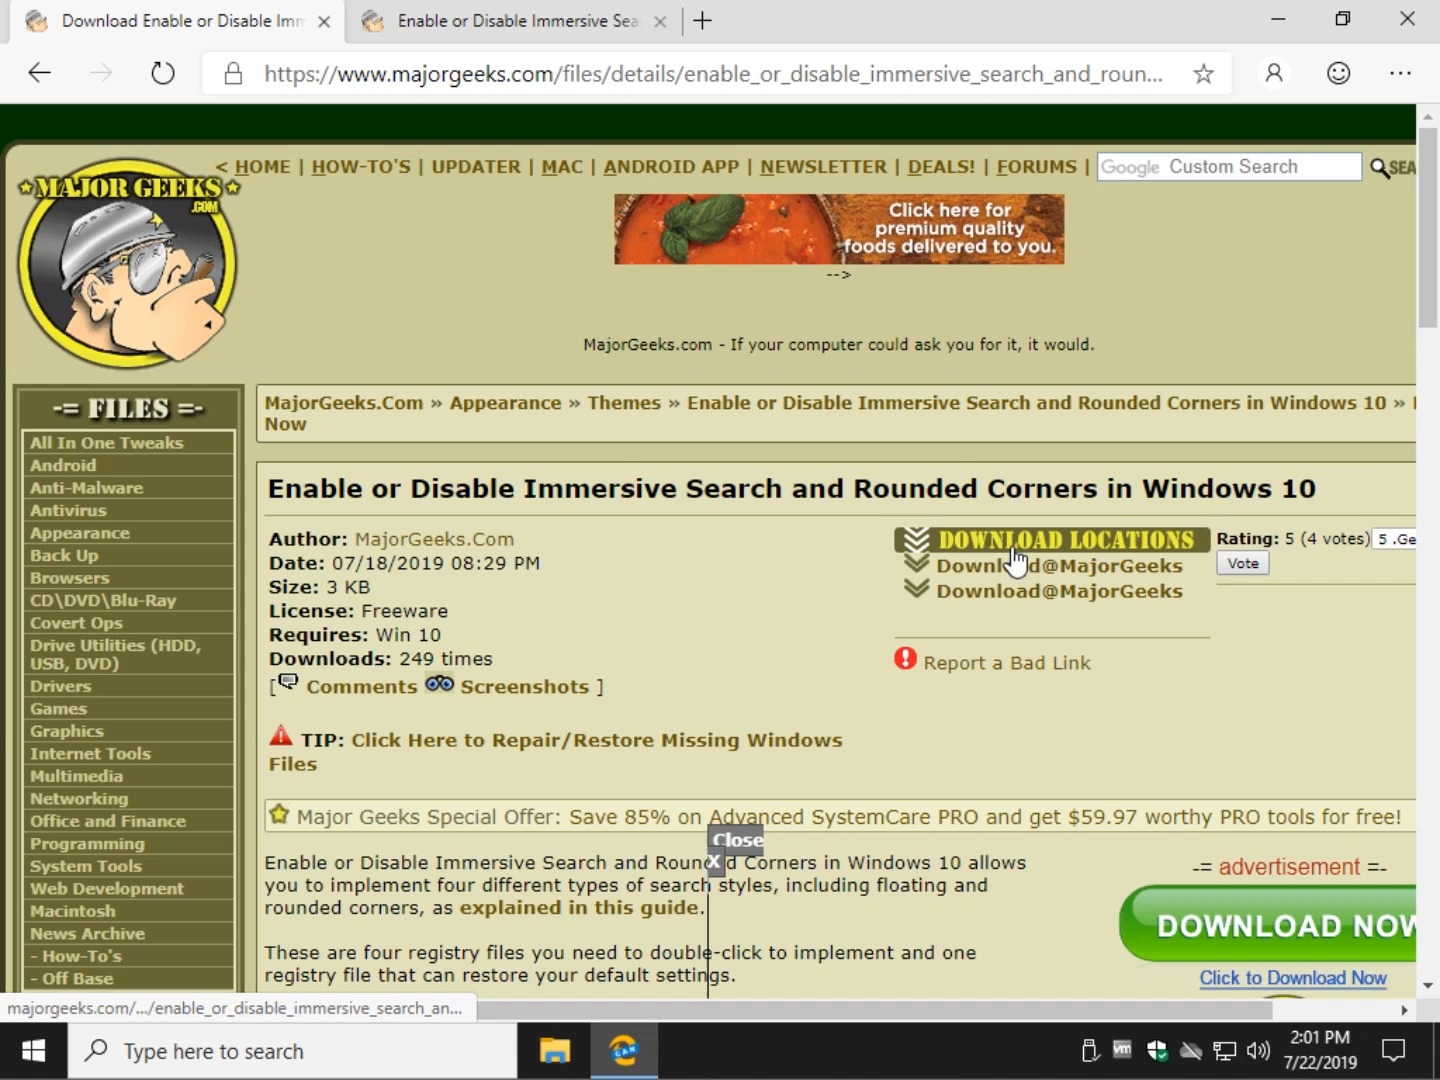 Download Enable or Disable Imm
Enable or Disable Immersive Sea
https://www.majorgeeks.com/files/details/enable_or_disable_immersive_search_and_roun...
< HOME | HOW-TO'S | UPDATER | MAC | ANDROID APP | NEWSLETTER | DEALS! | FORUMS |
Google Custom Search
SEA
MAJOR GEEKS
.COM
Click here for
premium quality
foods delivered to you.
-->
MajorGeeks.com - If your computer could ask you for it, it would.
-= FILES =-
All In One Tweaks
Android
Anti-Malware
Antivirus
Appearance
Back Up
Browsers
CD\DVD\Blu-Ray
Covert Ops
Drive Utilities (HDD,
USB, DVD)
Drivers
Games
Graphics
Internet Tools
Multimedia
Networking
Office and Finance
Programming
System Tools
Web Development
Macintosh
News Archive
- How-To's
- Off Base
MajorGeeks.Com » Appearance » Themes » Enable or Disable Immersive Search and Rounded Corners in Windows 10 »
Now
Enable or Disable Immersive Search and Rounded Corners in Windows 10
Author: MajorGeeks.Com
Date: 07/18/2019 08:29 PM
Size: 3 KB
License: Freeware
Requires: Win 10
Downloads: 249 times
[ Comments Screenshots ]
DOWNLOAD LOCATIONS
Download@MajorGeeks
Download@MajorGeeks
Report a Bad Link
Rating: 5 (4 votes) 5 .Ge
Vote
TIP: Click Here to Repair/Restore Missing Windows
Files
Major Geeks Special Offer: Save 85% on Advanced SystemCare PRO and get $59.97 worthy PRO tools for free!
Close
X
Enable or Disable Immersive Search and Rounded Corners in Windows 10 allows
you to implement four different types of search styles, including floating and
rounded corners, as explained in this guide.
These are four registry files you need to double-click to implement and one
registry file that can restore your default settings.
-= advertisement =-
DOWNLOAD NOW
Click to Download Now
majorgeeks.com/.../enable_or_disable_immersive_search_an...
Type here to search
CAN
vm
2:01 PM
7/22/2019